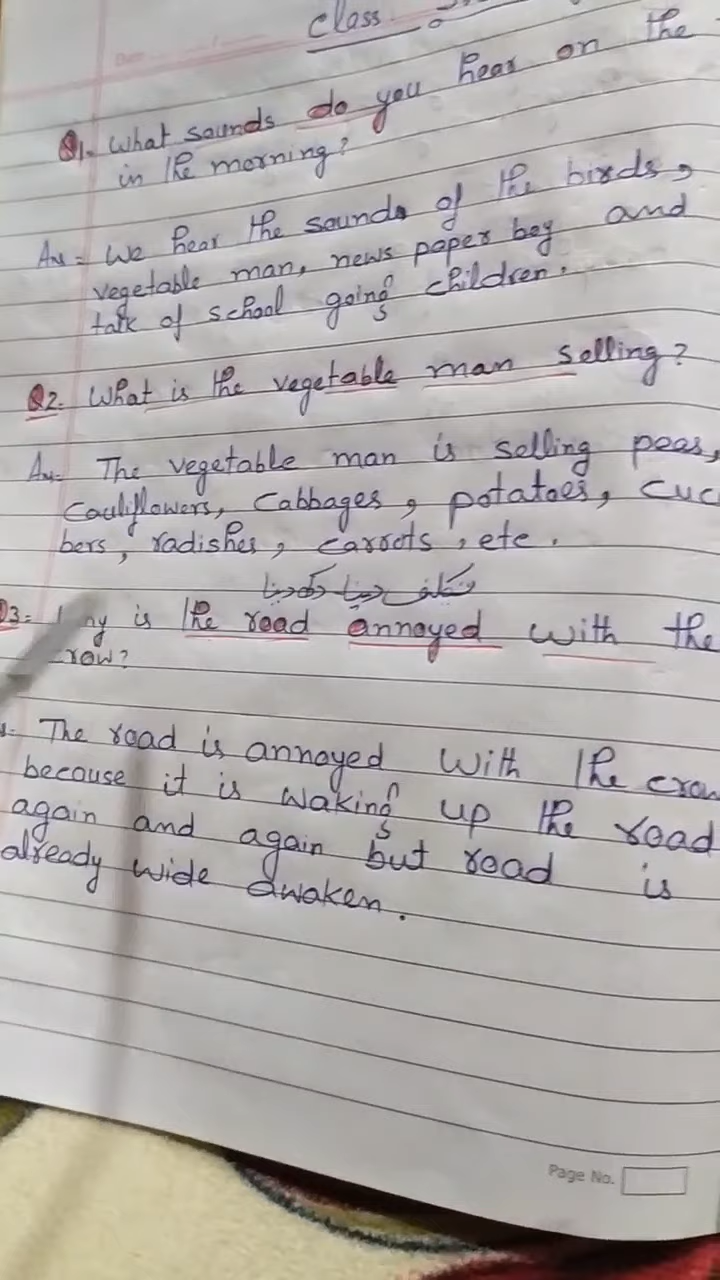 Class :-
Q1. What sounds do you hear on the
in the morning?
Ans = We hear the sounds of the birds,
vegetable man, news paper boy and
talk of school going children.
Q2. What is the vegetable man selling?
Ans. The vegetable man is selling peas,
Cauliflowers, Cabbages, potatoes, cuc
bers, radishes, carrots, etc.
Q3= is the road annoyed with the
row?
The road is annoyed with the crow
because it is waking up the road
again and again but road is
already wide awaken.
Page No.